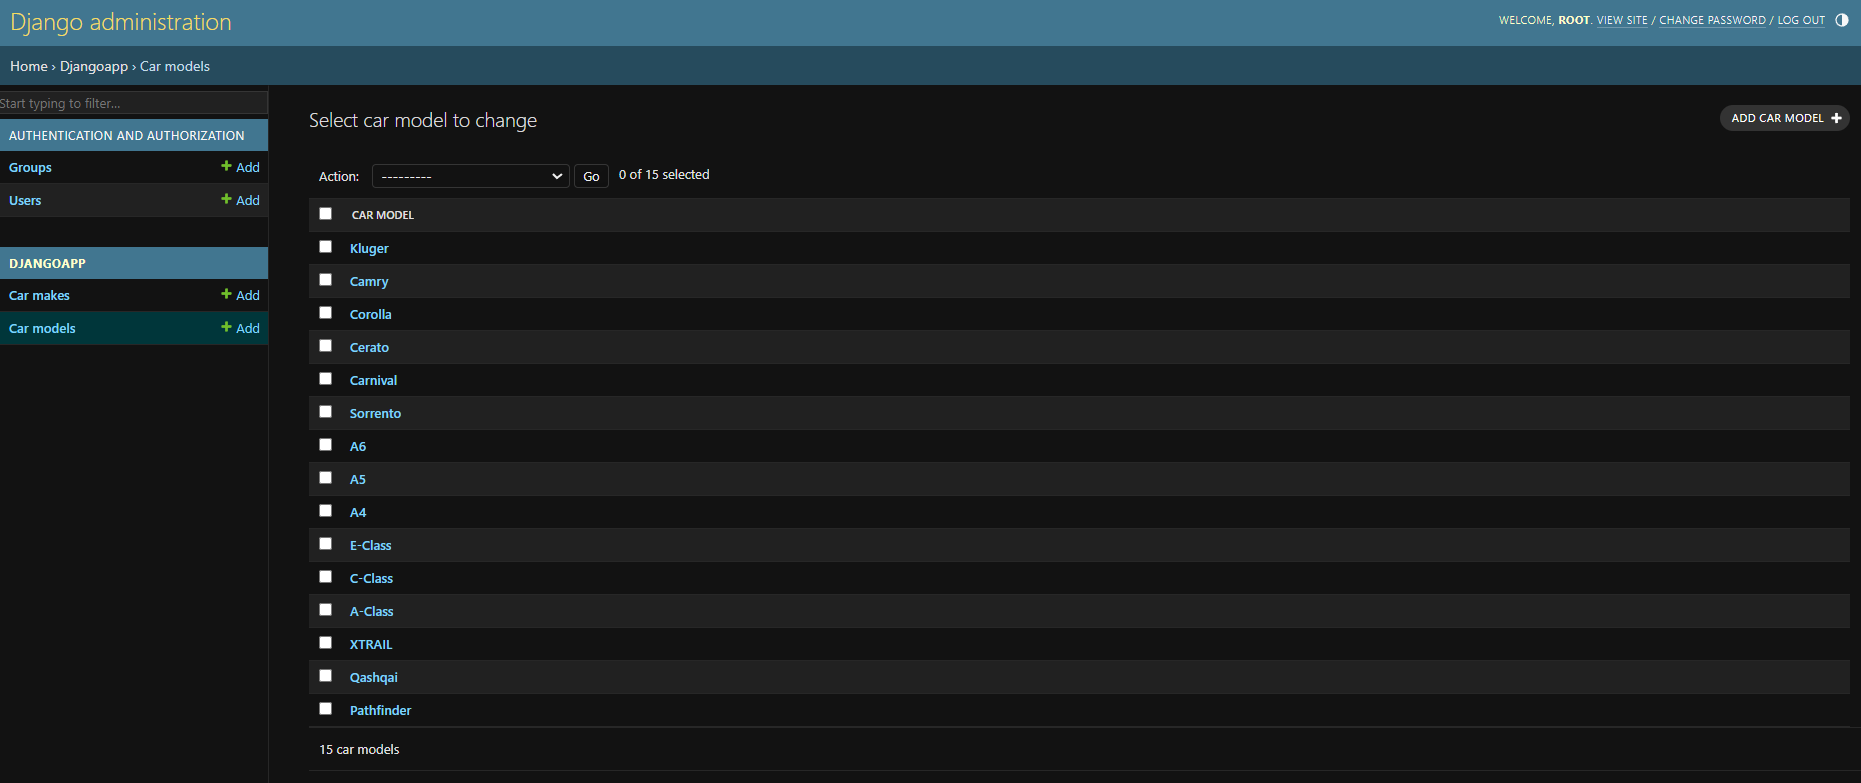 Django administration
WELCOME, ROOT. VIEW SITE / CHANGE PASSWORD / LOG OUT
Home › Djangoapp › Car models
Start typing to filter...
AUTHENTICATION AND AUTHORIZATION
Groups + Add
Users + Add
DJANGOAPP
Car makes + Add
Car models + Add
Select car model to change
ADD CAR MODEL +
Action: --------- Go 0 of 15 selected
CAR MODEL
Kluger
Camry
Corolla
Cerato
Carnival
Sorrento
A6
A5
A4
E-Class
C-Class
A-Class
XTRAIL
Qashqai
Pathfinder
15 car models